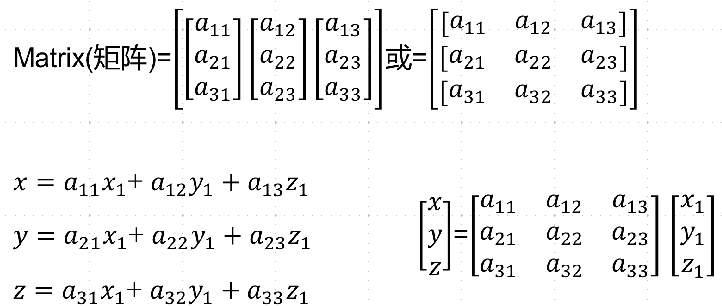 Matrix(矩阵)=[[a₁₁ a₂₁ a₃₁] [a₁₂ a₂₂ a₂₃] [a₁₃ a₂₃ a₃₃]]或=[[a₁₁ a₁₂ a₁₃] [a₂₁ a₂₂ a₂₃] [a₃₁ a₃₂ a₃₃]]
x = a₁₁x₁+ a₁₂y₁ + a₁₃z₁
y = a₂₁x₁+ a₂₂y₁ + a₂₃z₁
z = a₃₁x₁+ a₃₂y₁ + a₃₃z₁
[x y z]=[a₁₁ a₁₂ a₁₃ a₂₁ a₂₂ a₂₃ a₃₁ a₃₂ a₃₃] [x₁ y₁ z₁]